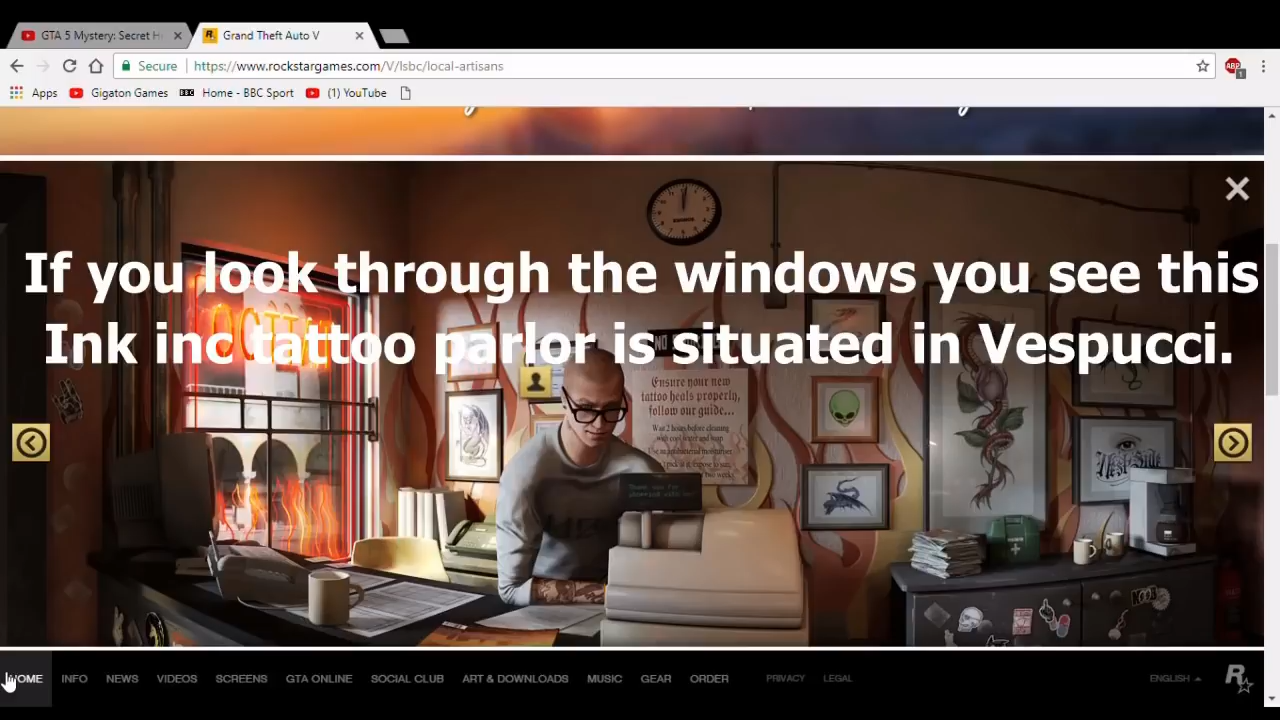 GTA 5 Mystery: Secret H
Grand Theft Auto V
Secure
https://www.rockstargames.com/V/lsbc/local-artisans
ABP
1
Apps
Gigaton Games
BBC
Home - BBC Sport
(1) YouTube
If you look through the windows you see this
Ink inc tattoo parlor is situated in Vespucci.
Ensure your new
tattoo heals properly,
follow our guide...
HOME
INFO
NEWS
VIDEOS
SCREENS
GTA ONLINE
SOCIAL CLUB
ART & DOWNLOADS
MUSIC
GEAR
ORDER
PRIVACY
LEGAL
ENGLISH
R